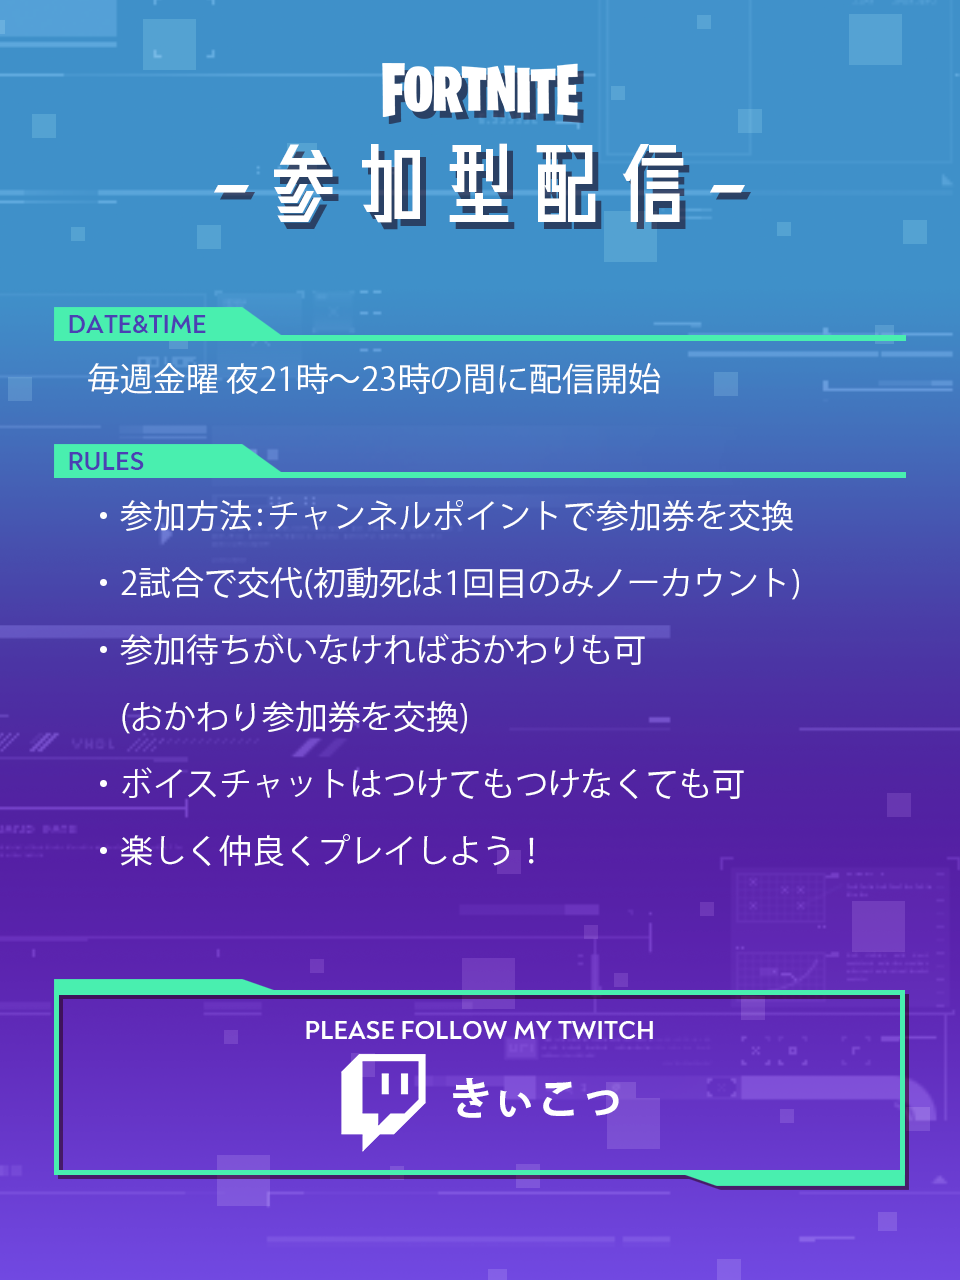 FORTNITE
-参加型配信-
DATE&TIME
毎週金曜 夜21時〜23時の間に配信開始
RULES
・参加方法：チャンネルポイントで参加券を交換
・2試合で交代(初動死は1回目のみノーカウント)
・参加待ちがいなければおかわりも可
(おかわり参加券を交換)
・ボイスチャットはつけてもつけなくても可
・楽しく仲良くプレイしよう！
PLEASE FOLLOW MY TWITCH
きぃこっ